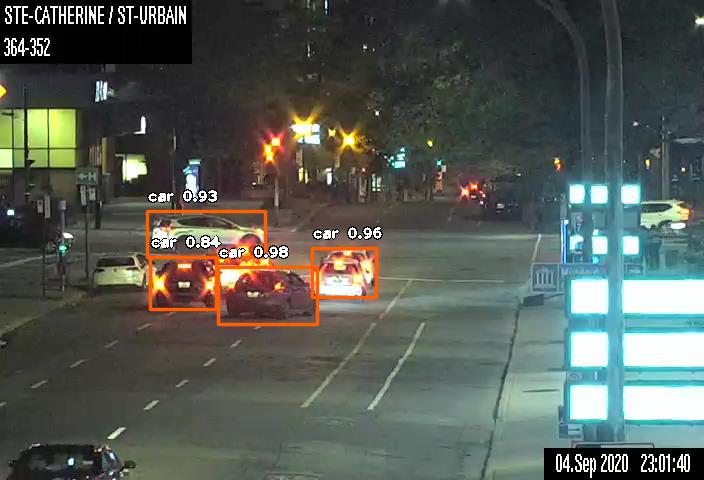 STE-CATHERINE / ST-URBAIN
364-352
car 0.93
car 0.84
car 0.98
car 0.96
04.Sep 2020 23:01:40